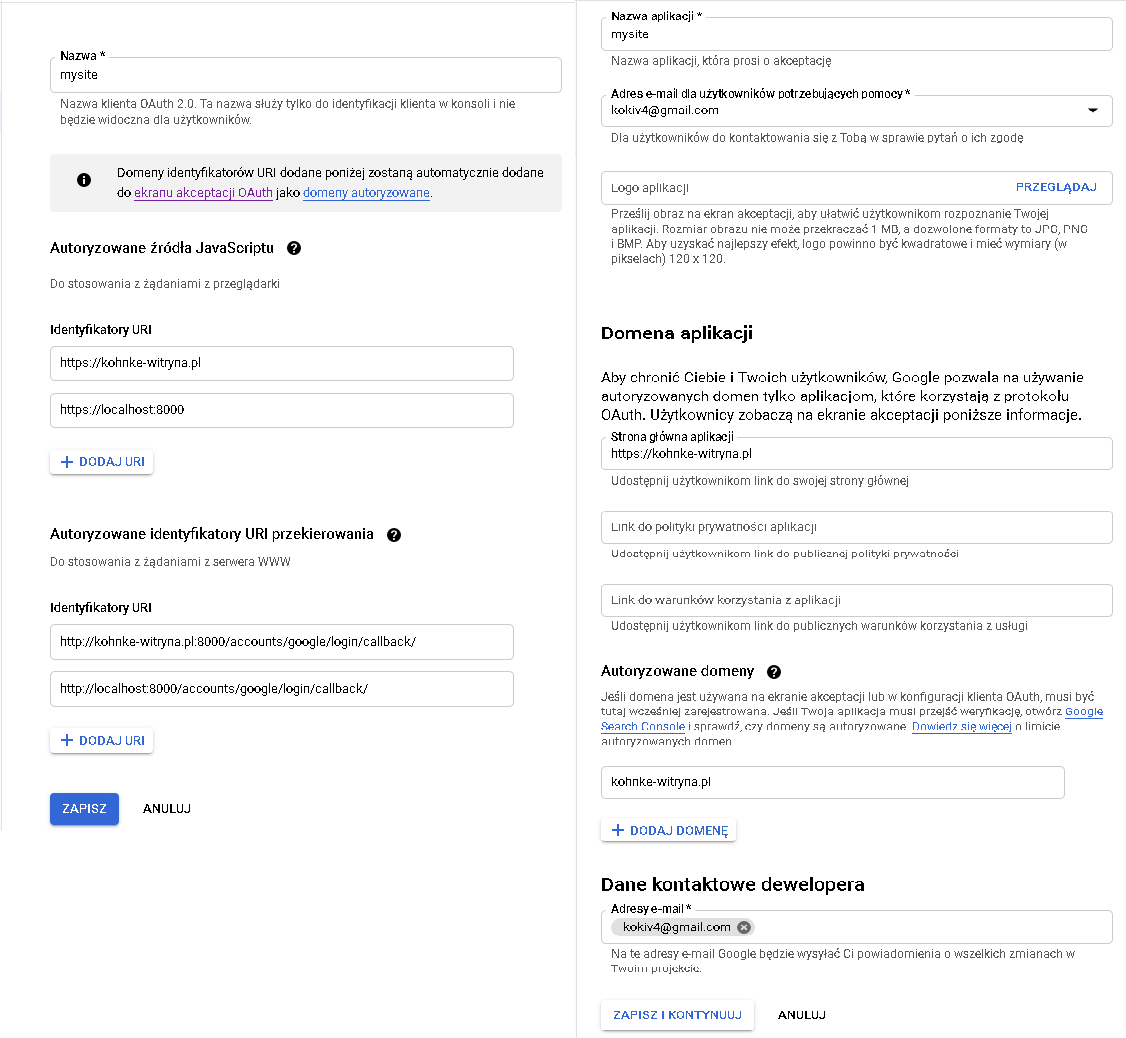 Nazwa *
mysite
Nazwa klienta OAuth 2.0. Ta nazwa służy tylko do identyfikacji klienta w konsoli i nie
będzie widoczna dla użytkowników.
Domeny identyfikatorów URI dodane poniżej zostaną automatycznie dodane
do ekranu akceptacji OAuth jako domeny autoryzowane.
Autoryzowane źródła JavaScriptu
Do stosowania z żądaniami z przeglądarki
Identyfikatory URI
https://kohnke-witryna.pl
https://localhost:8000
+ DODAJ URI
Autoryzowane identyfikatory URI przekierowania
Do stosowania z żądaniami z serwera WWW
Identyfikatory URI
http://kohnke-witryna.pl:8000/accounts/google/login/callback/
http://localhost:8000/accounts/google/login/callback/
+ DODAJ URI
ZAPISZ ANULUJ
Nazwa aplikacji *
mysite
Nazwa aplikacji, która prosi o akceptację
Adres e-mail dla użytkowników potrzebujących pomocy *
kokiv4@gmail.com
Dla użytkowników do kontaktowania się z Tobą w sprawie pytań o ich zgodę
Logo aplikacji PRZEGLĄDAJ
Prześlij obraz na ekran akceptacji, aby ułatwić użytkownikom rozpoznanie Twojej
aplikacji. Rozmiar obrazu nie może przekraczać 1 MB, a dozwolone formaty to JPG, PNG
i BMP. Aby uzyskać najlepszy efekt, logo powinno być kwadratowe i mieć wymiary (w
pikselach) 120 x 120.
Domena aplikacji
Aby chronić Ciebie i Twoich użytkowników, Google pozwala na używanie
autoryzowanych domen tylko aplikacjom, które korzystają z protokołu
OAuth. Użytkownicy zobaczą na ekranie akceptacji poniższe informacje.
Strona główna aplikacji
https://kohnke-witryna.pl
Udostępnij użytkownikom link do swojej strony głównej
Link do polityki prywatności aplikacji
Udostępnij użytkownikom link do publicznej polityki prywatności
Link do warunków korzystania z aplikacji
Udostępnij użytkownikom link do publicznych warunków korzystania z usługi
Autoryzowane domeny
Jeśli domena jest używana na ekranie akceptacji lub w konfiguracji klienta OAuth, musi być
tutaj wcześniej zarejestrowana. Jeśli Twoja aplikacja musi przejść weryfikację, otwórz Google
Search Console i sprawdź, czy domeny są autoryzowane. Dowiedz się więcej o limicie
autoryzowanych domen.
kohnke-witryna.pl
+ DODAJ DOMENĘ
Dane kontaktowe dewelopera
Adresy e-mail *
kokiv4@gmail.com
Na te adresy e-mail Google będzie wysyłać Ci powiadomienia o wszelkich zmianach w
Twoim projekcie.
ZAPISZ I KONTYNUUJ ANULUJ